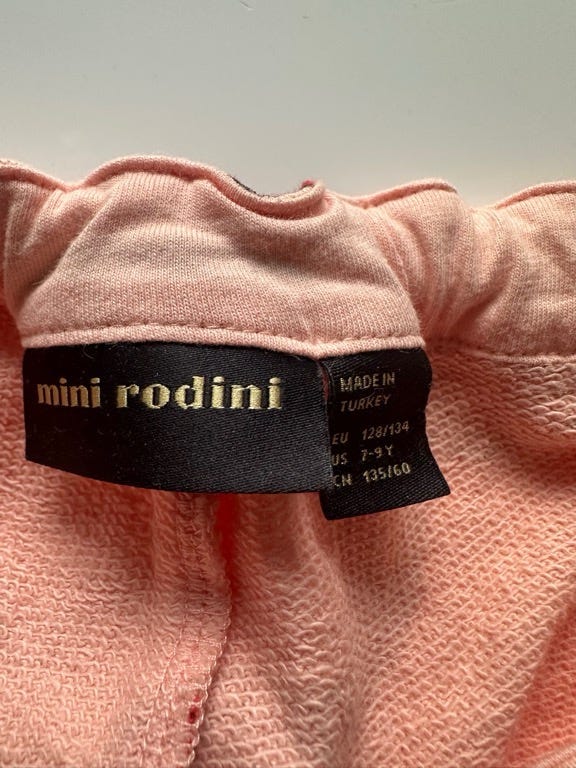 mini rodini
MADE IN
TURKEY
EU 128/134
US 7-9 Y
CN 135/60